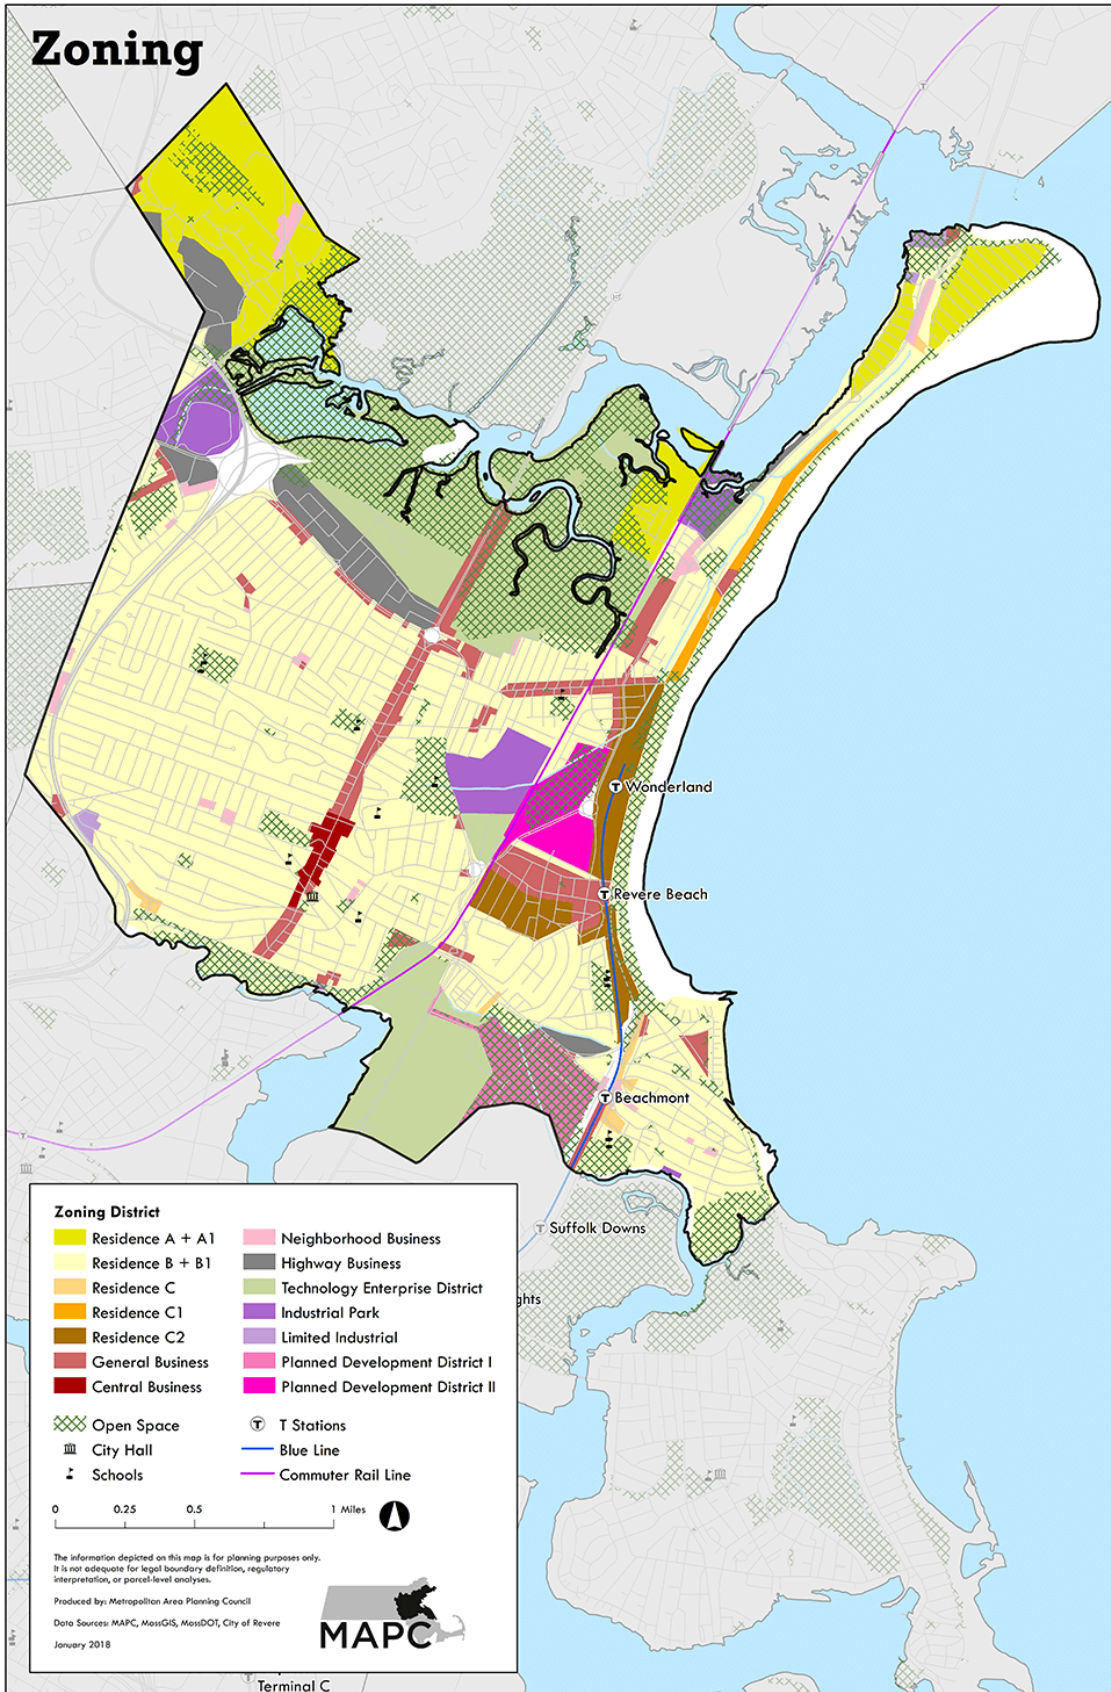 Zoning
Wonderland
Revere Beach
Beachmont
Suffolk Downs
ghts
Zoning District
Residence A + A1
Residence B + B1
Residence C
Residence C1
Residence C2
General Business
Central Business
Neighborhood Business
Highway Business
Technology Enterprise District
Industrial Park
Limited Industrial
Planned Development District I
Planned Development District II
Open Space
City Hall
Schools
T Stations
Blue Line
Commuter Rail Line
0 0.25 0.5 1 Miles
The information depicted on this map is for planning purposes only.
It is not adequate for legal boundary definition, regulatory
interpretation, or parcel-level analyses.
Produced by: Metropolitan Area Planning Council
Data Sources: MAPC, MassGIS, MassDOT, City of Revere
January 2018
MAPC
Terminal C